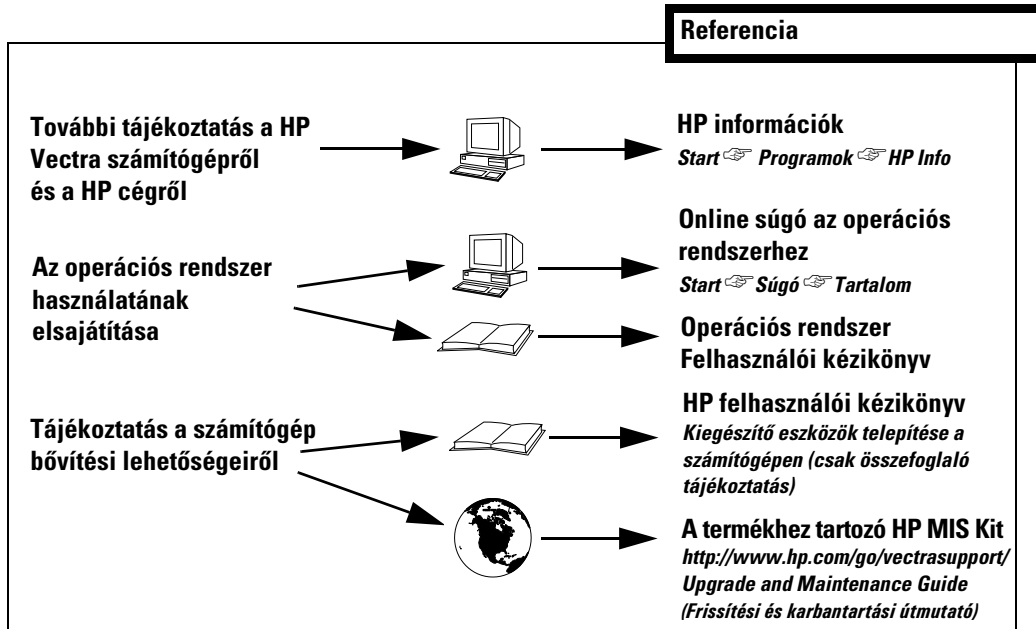 Referencia
További tájékoztatás a HP
Vectra számítógépről
és a HP cégről
HP információk
Start ☞ Programok ☞ HP Info
Az operációs rendszer
használatának
elsajátítása
Online súgó az operációs
rendszerhez
Start ☞ Súgó ☞ Tartalom
Operációs rendszer
Felhasználói kézikönyv
Tájékoztatás a számítógép
bővítési lehetőségeiről
HP felhasználói kézikönyv
Kiegészítő eszközök telepítése a
számítógépen (csak összefoglaló
tájékoztatás)
A termékhez tartozó HP MIS Kit
http://www.hp.com/go/vectrasupport/
Upgrade and Maintenance Guide
(Frissítési és karbantartási útmutató)